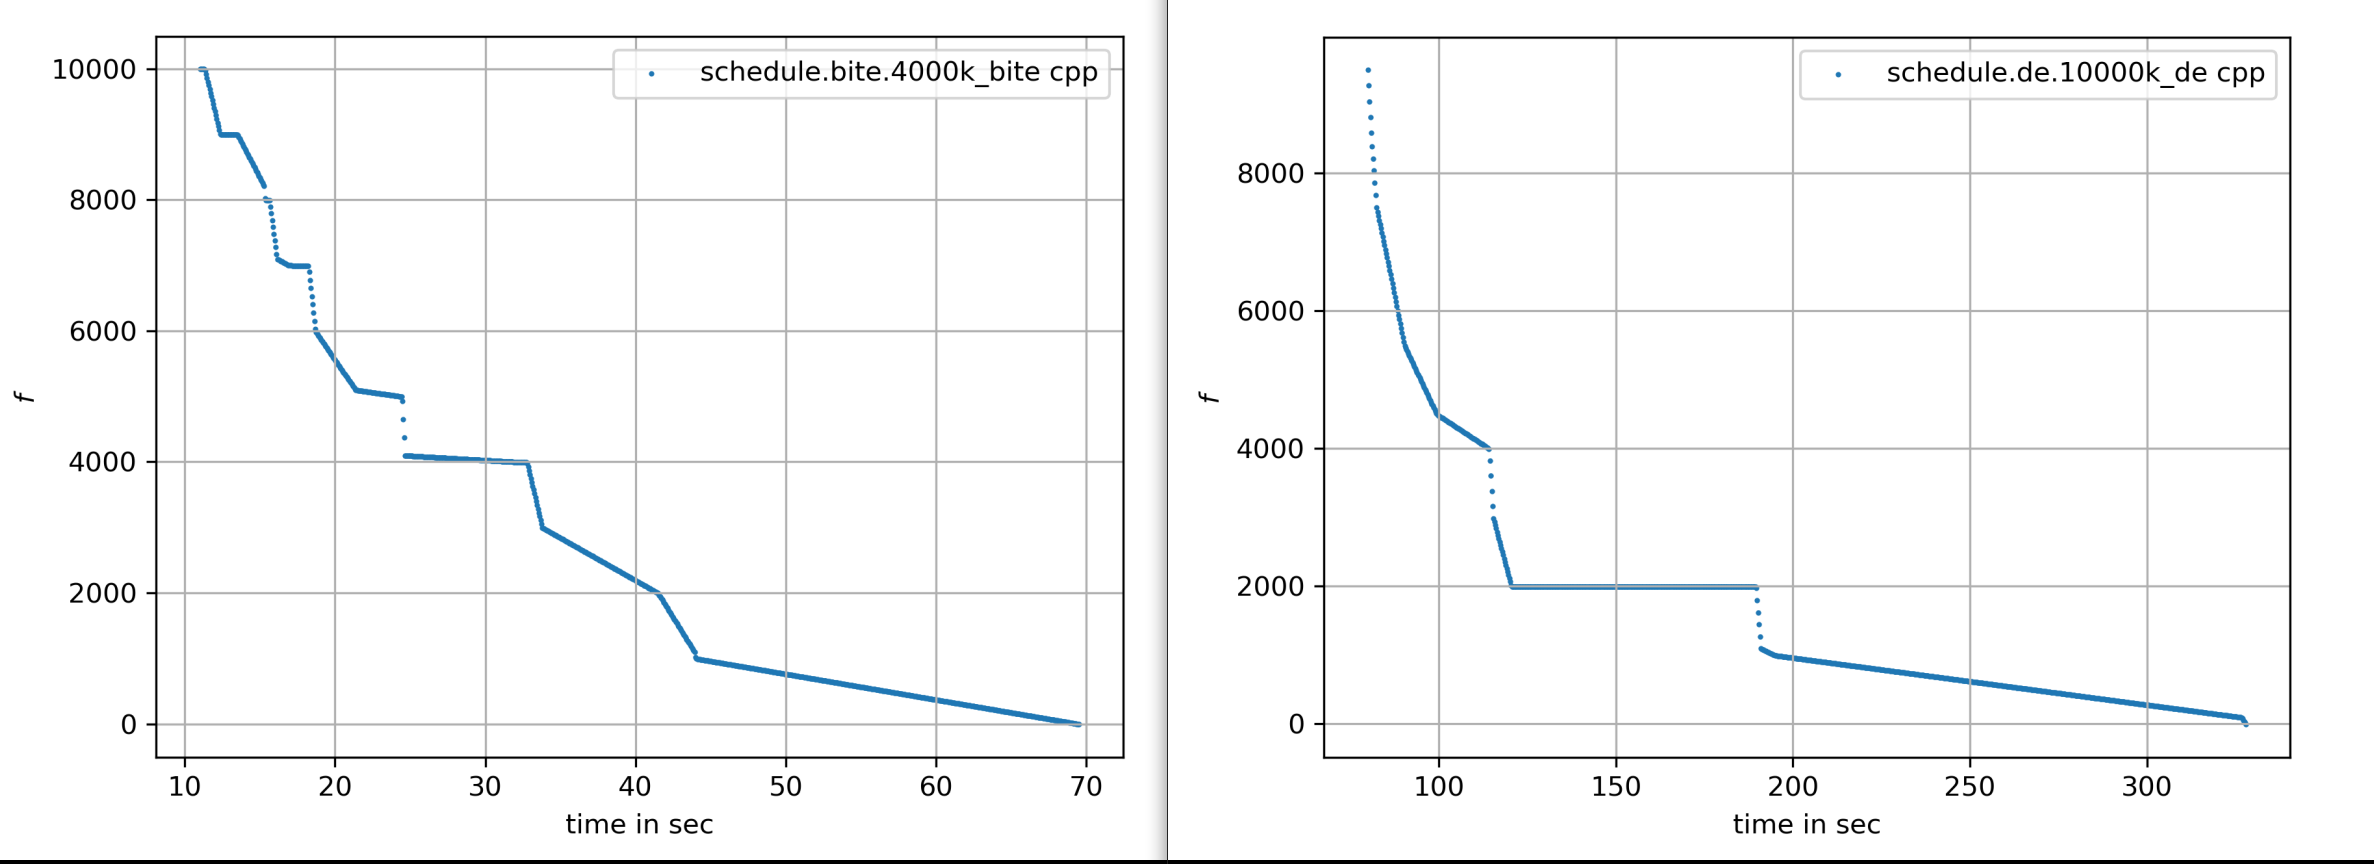 schedule.bite.4000k_bite cpp
10000
8000
6000
4000
2000
0
f
10 20 30 40 50 60 70
time in sec
schedule.de.10000k_de cpp
8000
6000
4000
2000
0
f
100 150 200 250 300
time in sec